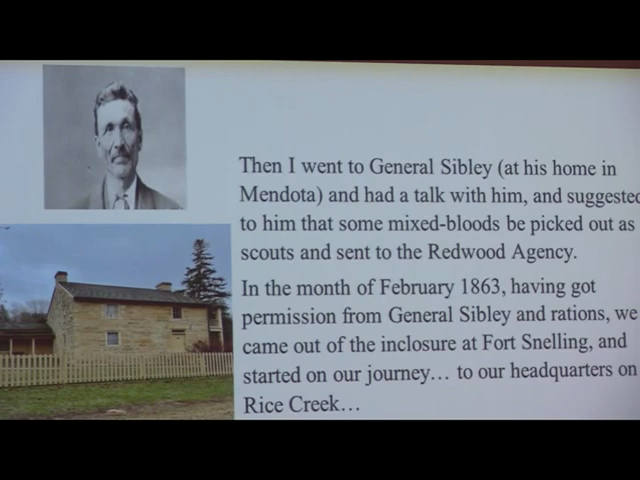 Then I went to General Sibley (at his home in
Mendota) and had a talk with him, and suggested
to him that some mixed-bloods be picked out as
scouts and sent to the Redwood Agency.
In the month of February 1863, having got
permission from General Sibley and rations, we
came out of the inclosure at Fort Snelling, and
started on our journey… to our headquarters on
Rice Creek…